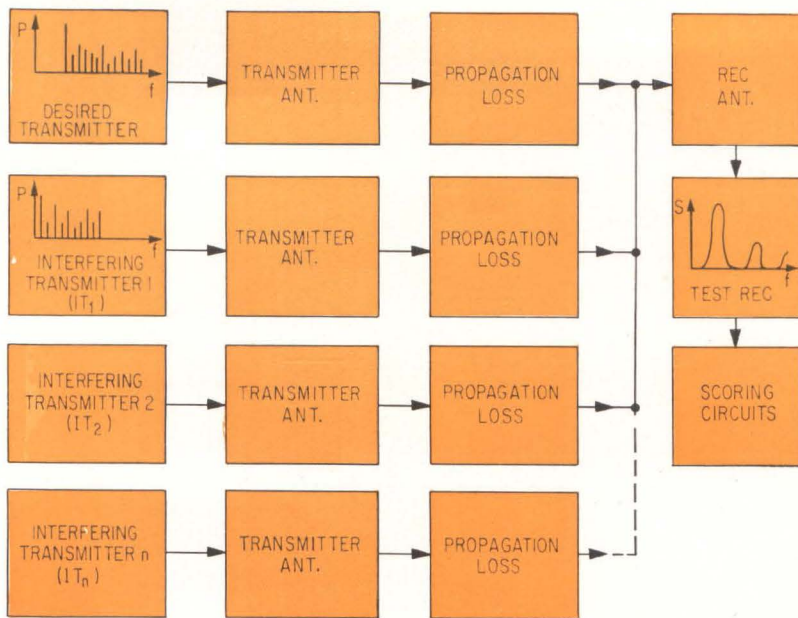 P
f
DESIRED
TRANSMITTER
TRANSMITTER
ANT.
PROPAGATION
LOSS
REC
ANT.
P
f
INTERFERING
TRANSMITTER 1
(IT₁)
TRANSMITTER
ANT.
PROPAGATION
LOSS
S
f
TEST REC
INTERFERING
TRANSMITTER 2
(IT₂)
TRANSMITTER
ANT.
PROPAGATION
LOSS
SCORING
CIRCUITS
INTERFERING
TRANSMITTER n
(ITₙ)
TRANSMITTER
ANT.
PROPAGATION
LOSS